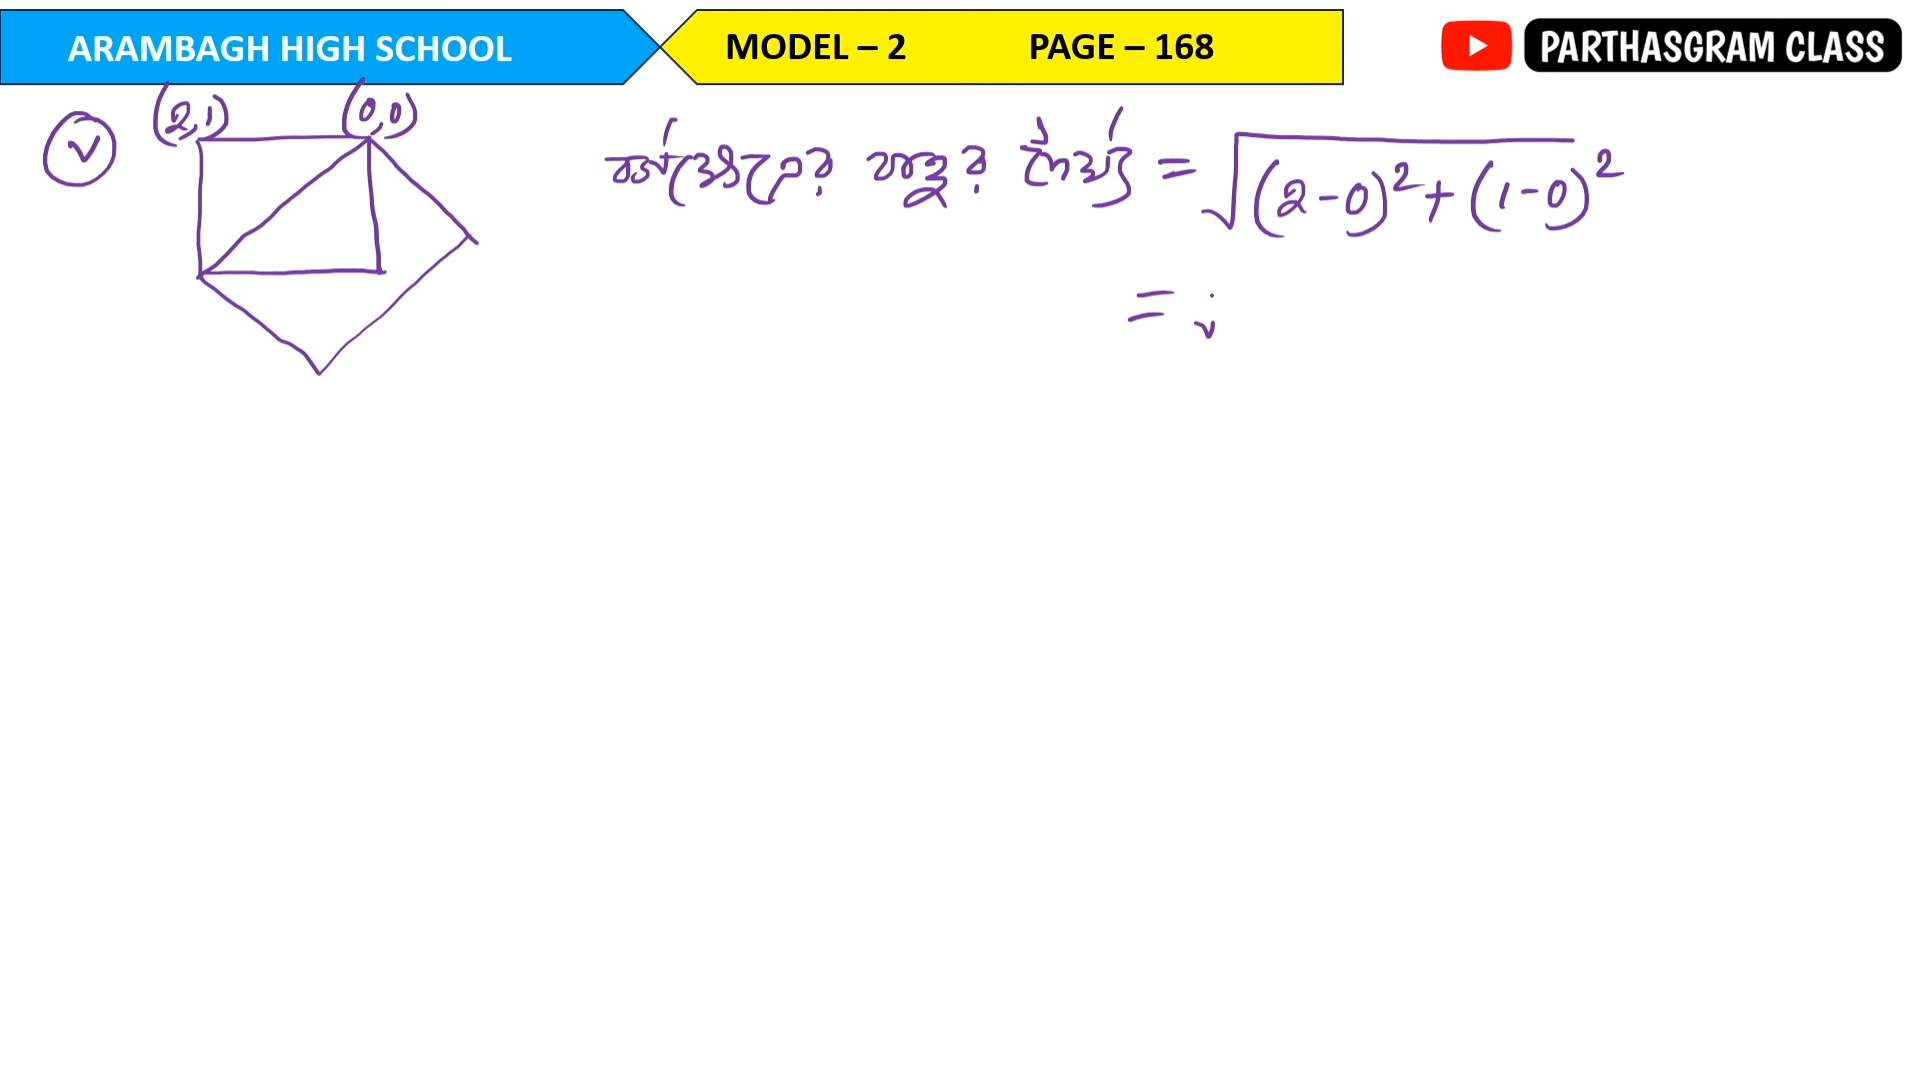 ARAMBAGH HIGH SCHOOL
MODEL – 2 PAGE – 168
PARTHASGRAM CLASS
(v)
(2,1) (0,0)
বর্গক্ষেত্রের বাহুর দৈর্ঘ্য = √((2-0)² + (1-0)²)
=